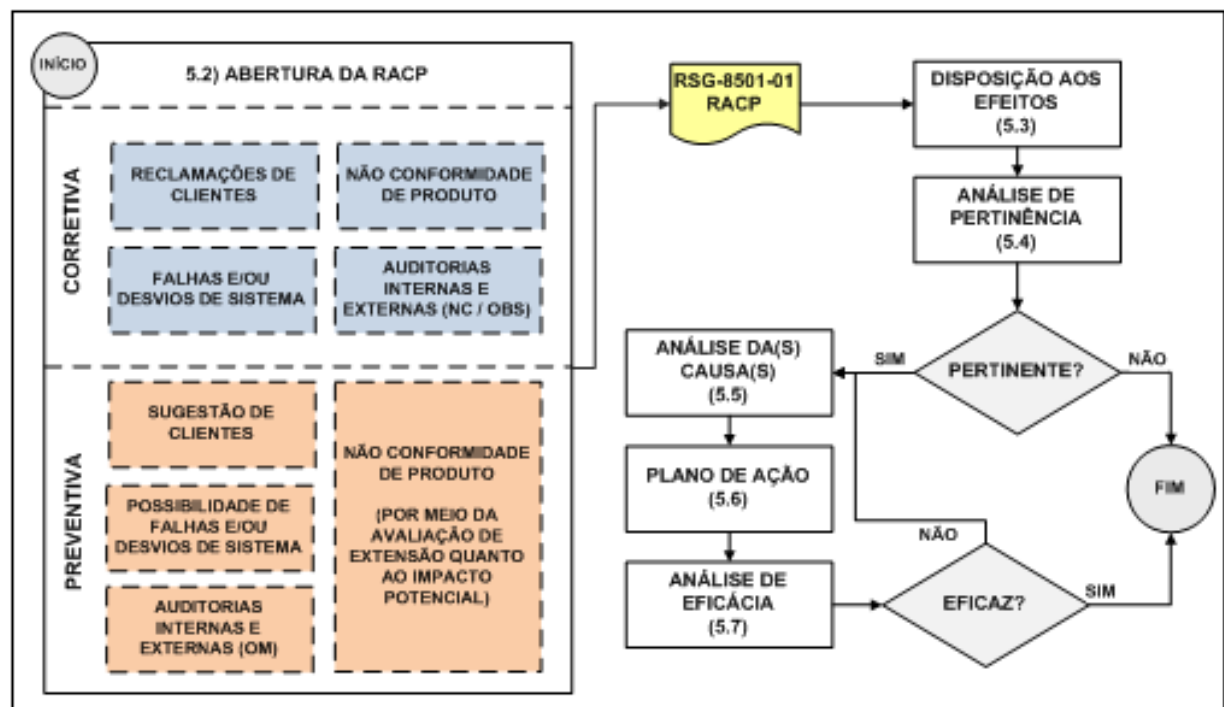 INÍCIO
5.2) ABERTURA DA RACP
CORRETIVA
RECLAMAÇÕES DE
CLIENTES
NÃO CONFORMIDADE
DE PRODUTO
FALHAS E/OU
DESVIOS DE SISTEMA
AUDITORIAS
INTERNAS E
EXTERNAS (NC / OBS)
PREVENTIVA
SUGESTÃO DE
CLIENTES
POSSIBILIDADE DE
FALHAS E/OU
DESVIOS DE SISTEMA
AUDITORIAS
INTERNAS E
EXTERNAS (OM)
NÃO CONFORMIDADE
DE PRODUTO
(POR MEIO DA
AVALIAÇÃO DE
EXTENSÃO QUANTO
AO IMPACTO
POTENCIAL)
RSG-8501-01
RACP
DISPOSIÇÃO AOS
EFEITOS
(5.3)
ANÁLISE DE
PERTINÊNCIA
(5.4)
PERTINENTE?
SIM
NÃO
ANÁLISE DA(S)
CAUSA(S)
(5.5)
PLANO DE AÇÃO
(5.6)
ANÁLISE DE
EFICÁCIA
(5.7)
EFICAZ?
NÃO
SIM
FIM